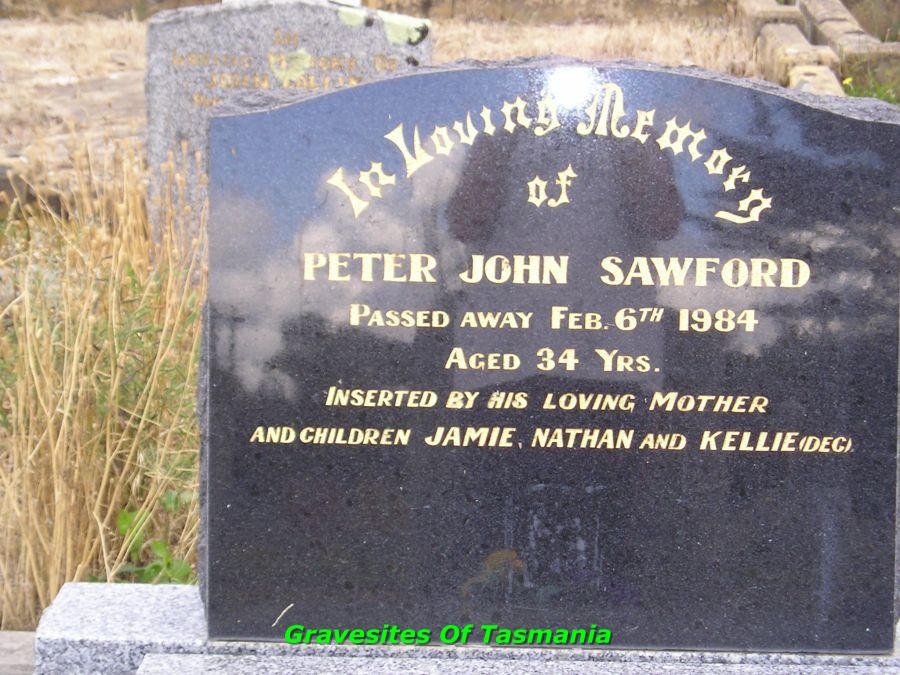 In Loving Memory
of
PETER JOHN SAWFORD
PASSED AWAY FEB. 6TH 1984
AGED 34 YRS.
INSERTED BY HIS LOVING MOTHER
AND CHILDREN JAMIE, NATHAN AND KELLIE (DEC).
Gravesites Of Tasmania